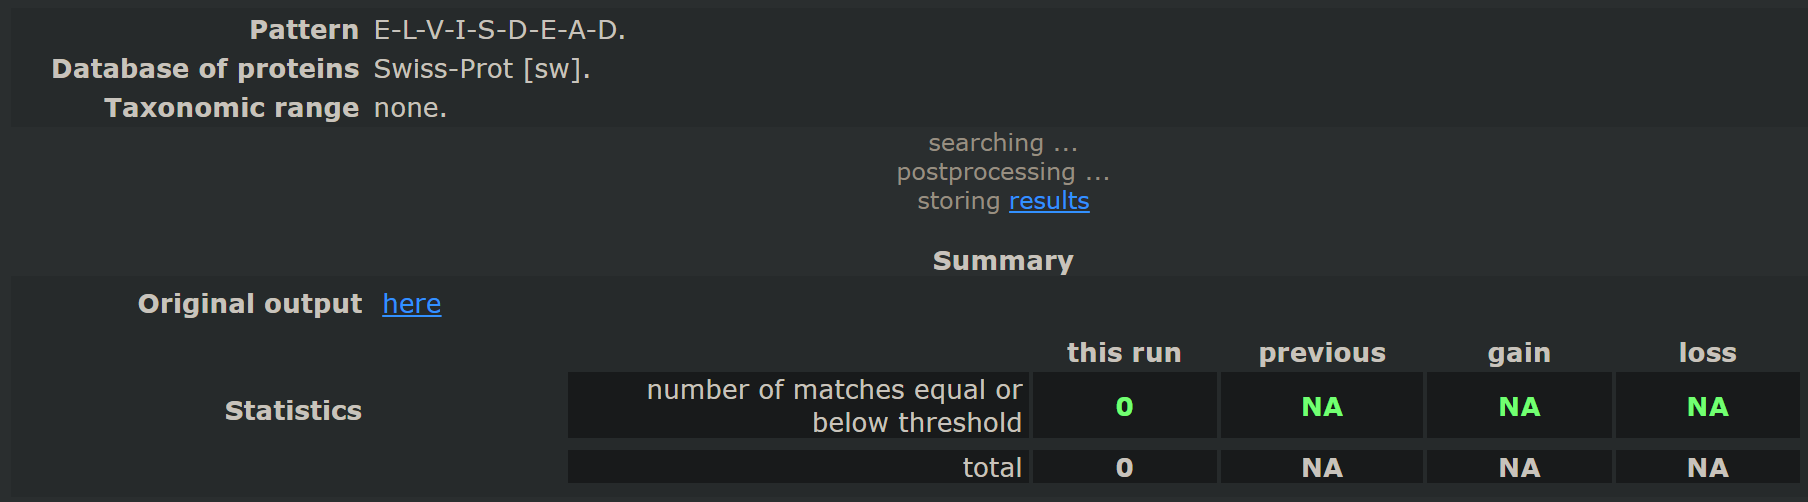 Pattern E-L-V-I-S-D-E-A-D.
Database of proteins Swiss-Prot [sw].
Taxonomic range none.
searching ...
postprocessing ...
storing results
Summary
Original output here
this run previous gain loss
Statistics
number of matches equal or
below threshold
0 NA NA NA
total 0 NA NA NA